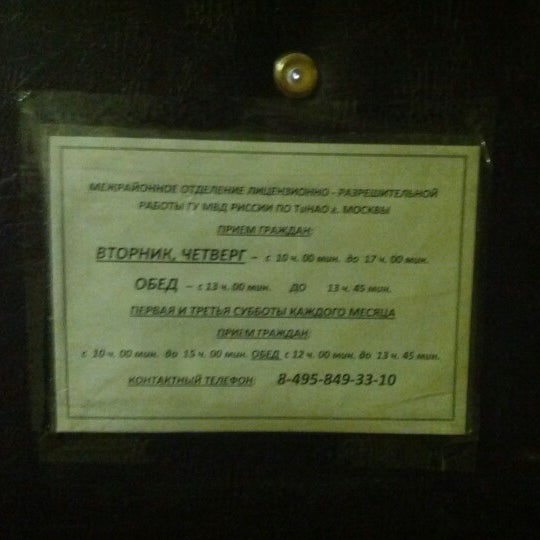 МЕЖРАЙОННОЕ ОТДЕЛЕНИЕ ЛИЦЕНЗИОННО - РАЗРЕШИТЕЛЬНОЙ
РАБОТЫ ГУ МВД РИССИИ ПО ТиНАО г. МОСКВЫ
ПРИЕМ ГРАЖДАН:
ВТОРНИК, ЧЕТВЕРГ – с 10 ч. 00 мин. до 17 ч. 00 мин.
ОБЕД – с 13 ч. 00 мин. ДО 13 ч. 45 мин.
ПЕРВАЯ И ТРЕТЬЯ СУББОТЫ КАЖДОГО МЕСЯЦА
ПРИЕМ ГРАЖДАН:
с 10 ч. 00 мин. до 15 ч. 00 мин. ОБЕД с 12 ч. 00 мин. до 13 ч. 45 мин.
КОНТАКТНЫЙ ТЕЛЕФОН: 8-495-849-33-10